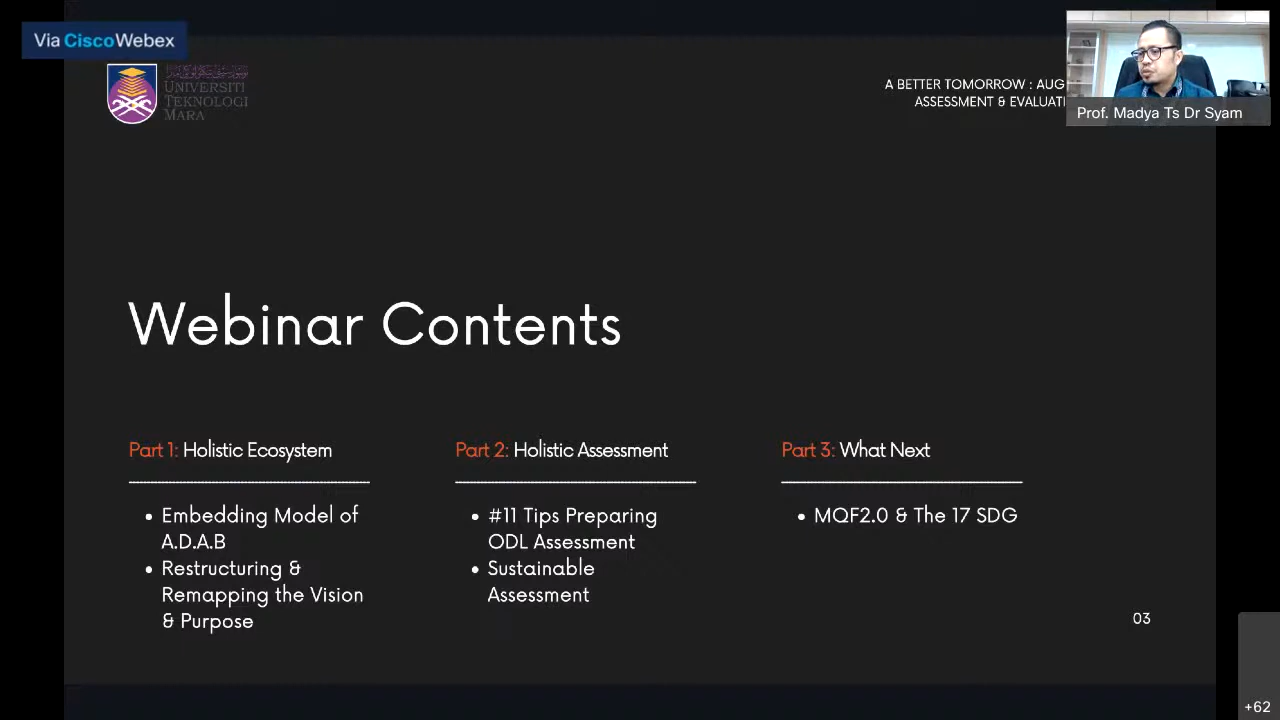 Via CiscoWebex
UNIVERSITI
TEKNOLOGI
MARA
A BETTER TOMORROW : AUG
ASSESSMENT & EVALUATI
Prof. Madya Ts Dr Syam
Webinar Contents
Part 1: Holistic Ecosystem
• Embedding Model of
A.D.A.B
• Restructuring &
Remapping the Vision
& Purpose
Part 2: Holistic Assessment
• #11 Tips Preparing
ODL Assessment
• Sustainable
Assessment
Part 3: What Next
• MQF2.0 & The 17 SDG
03
+62